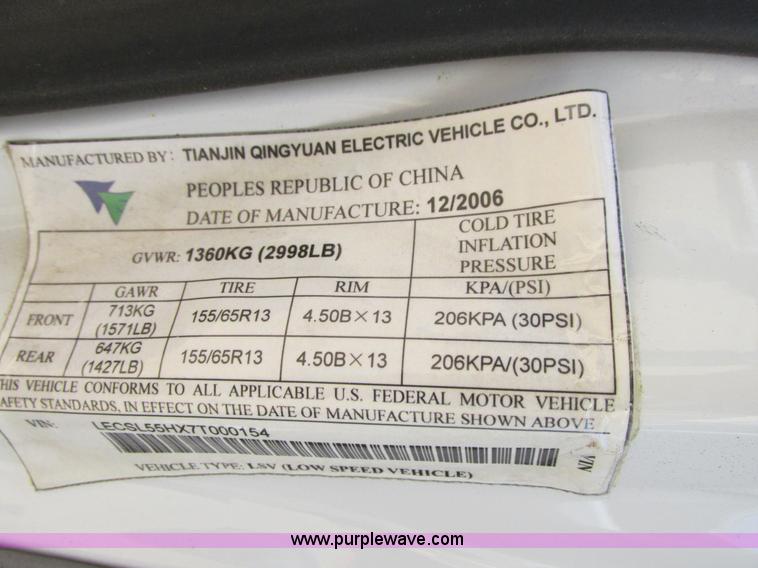 MANUFACTURED BY: TIANJIN QINGYUAN ELECTRIC VEHICLE CO., LTD.
PEOPLES REPUBLIC OF CHINA
DATE OF MANUFACTURE: 12/2006
GVWR: 1360KG (2998LB)
COLD TIRE
INFLATION
PRESSURE
GAWR TIRE RIM KPA/(PSI)
FRONT 713KG (1571LB) 155/65R13 4.50B×13 206KPA (30PSI)
REAR 647KG (1427LB) 155/65R13 4.50B×13 206KPA/(30PSI)
THIS VEHICLE CONFORMS TO ALL APPLICABLE U.S. FEDERAL MOTOR VEHICLE
SAFETY STANDARDS, IN EFFECT ON THE DATE OF MANUFACTURE SHOWN ABOVE
VIN: LECSL55HX7T000154
VIN
VEHICLE TYPE: LSV (LOW SPEED VEHICLE)
www.purplewave.com